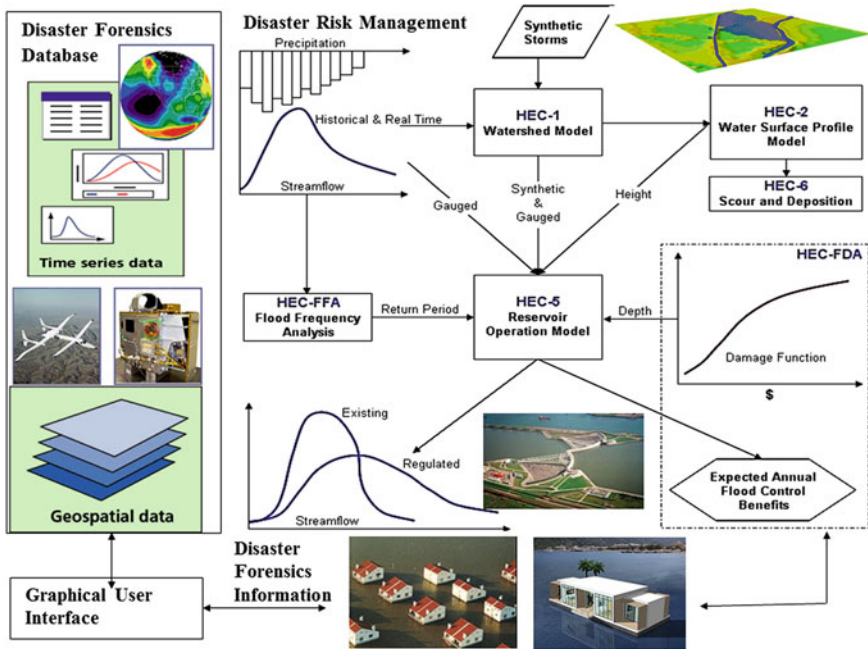 Disaster Forensics
Database
Time series data
Geospatial data
Graphical User
Interface
Disaster Risk Management
Precipitation
Historical & Real Time
Streamflow
Synthetic
Storms
HEC-1
Watershed Model
HEC-2
Water Surface Profile
Model
HEC-6
Scour and Deposition
Gauged
Synthetic
&
Gauged
Height
HEC-FFA
Flood Frequency
Analysis
Return Period
HEC-5
Reservoir
Operation Model
Depth
HEC-FDA
Damage Function
$
Existing
Regulated
Streamflow
Expected Annual
Flood Control
Benefits
Disaster
Forensics
Information